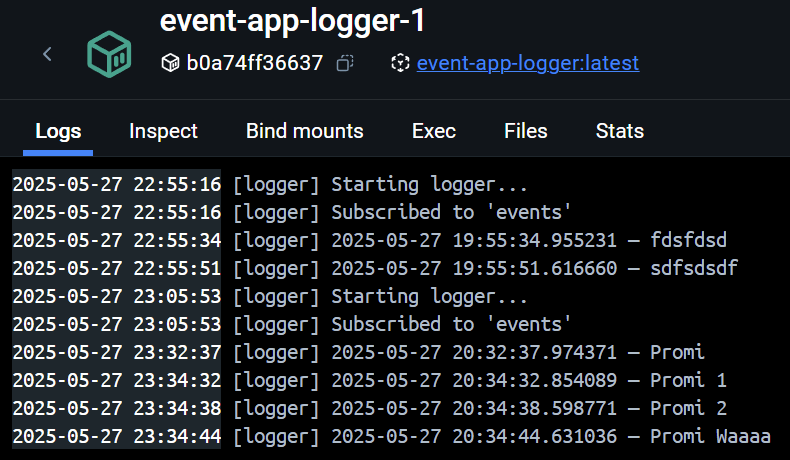 event-app-logger-1
b0a74ff36637 event-app-logger:latest
Logs Inspect Bind mounts Exec Files Stats
2025-05-27 22:55:16 [logger] Starting logger...
2025-05-27 22:55:16 [logger] Subscribed to 'events'
2025-05-27 22:55:34 [logger] 2025-05-27 19:55:34.955231 — fdsfdsd
2025-05-27 22:55:51 [logger] 2025-05-27 19:55:51.616660 — sdfsdsdf
2025-05-27 23:05:53 [logger] Starting logger...
2025-05-27 23:05:53 [logger] Subscribed to 'events'
2025-05-27 23:32:37 [logger] 2025-05-27 20:32:37.974371 — Promi
2025-05-27 23:34:32 [logger] 2025-05-27 20:34:32.854089 — Promi 1
2025-05-27 23:34:38 [logger] 2025-05-27 20:34:38.598771 — Promi 2
2025-05-27 23:34:44 [logger] 2025-05-27 20:34:44.631036 — Promi Waaaa